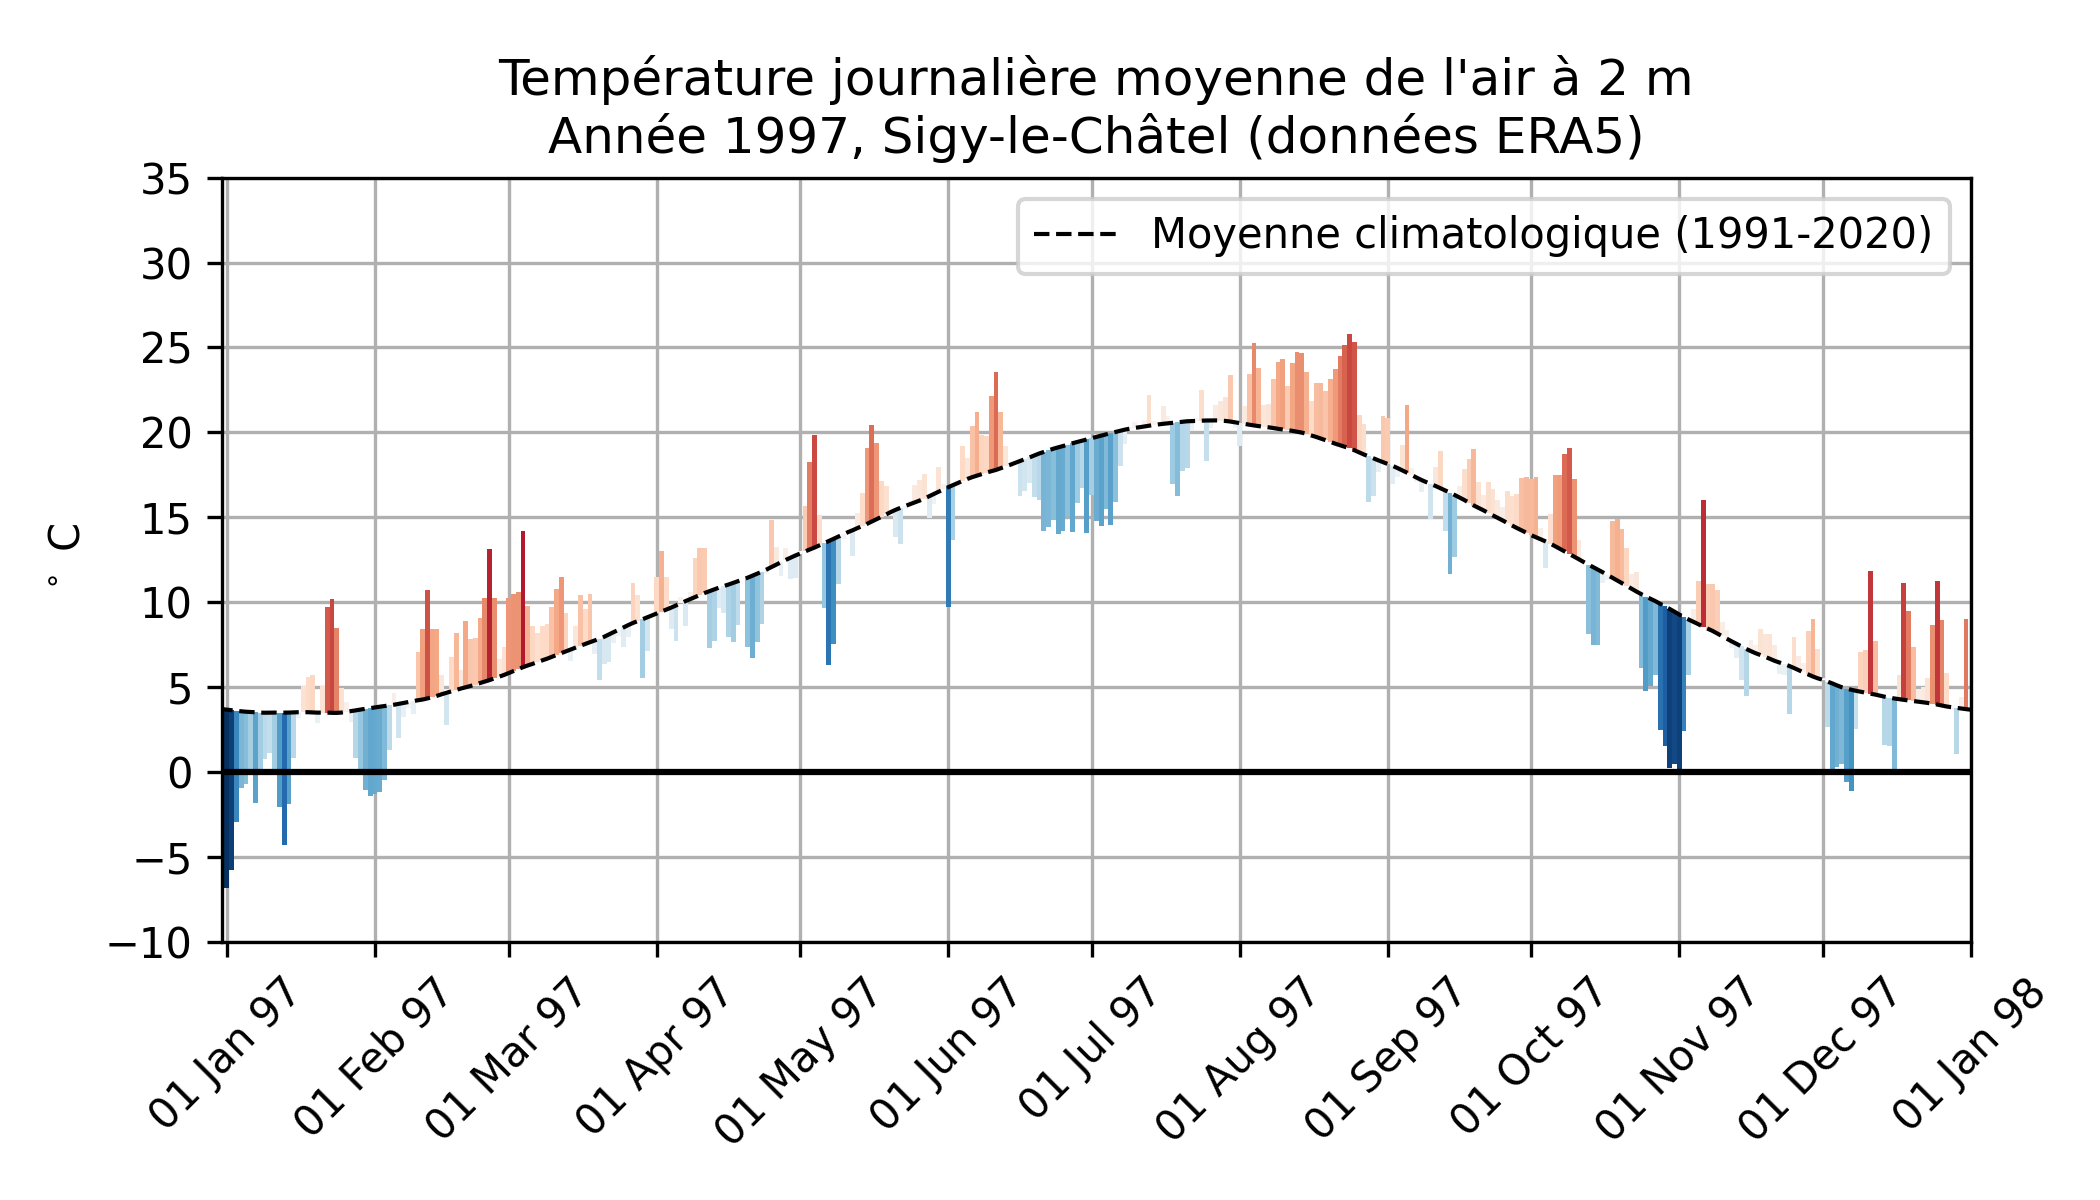 Température journalière moyenne de l'air à 2 m
Année 1997, Sigy-le-Châtel (données ERA5)
Moyenne climatologique (1991-2020)
° C
35
30
25
20
15
10
5
0
−5
−10
01 Jan 97
01 Feb 97
01 Mar 97
01 Apr 97
01 May 97
01 Jun 97
01 Jul 97
01 Aug 97
01 Sep 97
01 Oct 97
01 Nov 97
01 Dec 97
01 Jan 98